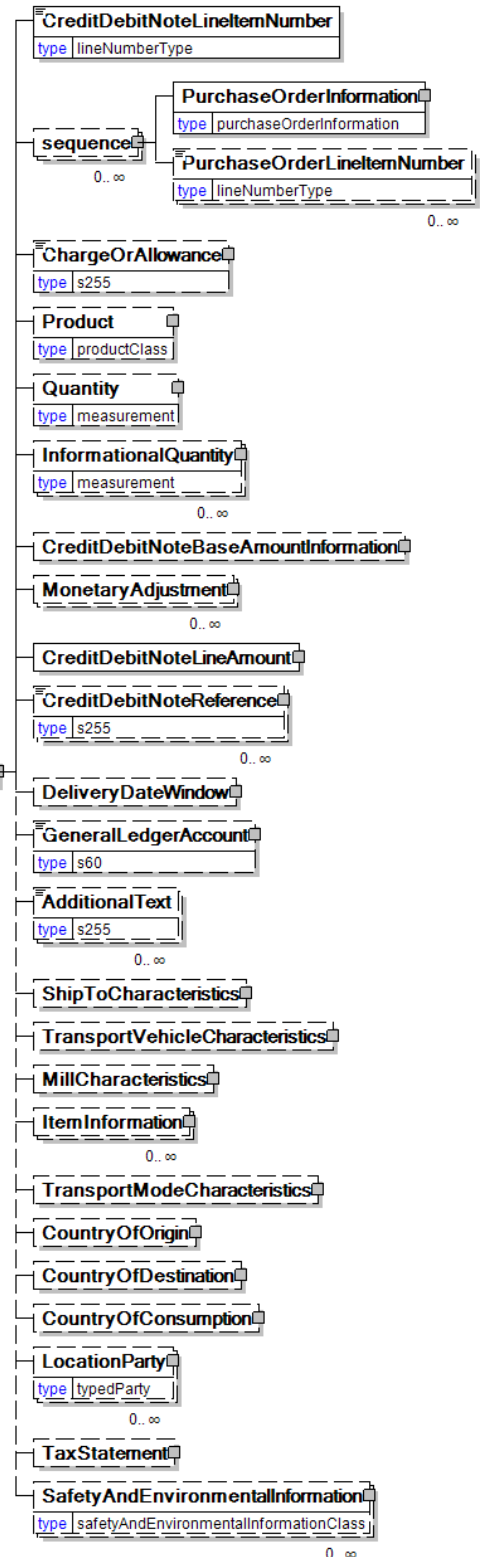 CreditDebitNoteLineItemNumber
type lineNumberType
PurchaseOrderInformation
type purchaseOrderInformation
sequence
0.. ∞
PurchaseOrderLineItemNumber
type lineNumberType
0.. ∞
ChargeOrAllowance
type s255
Product
type productClass
Quantity
type measurement
InformationalQuantity
type measurement
0.. ∞
CreditDebitNoteBaseAmountInformation
MonetaryAdjustment
0.. ∞
CreditDebitNoteLineAmount
CreditDebitNoteReference
type s255
0.. ∞
DeliveryDateWindow
GeneralLedgerAccount
type s60
AdditionalText
type s255
0.. ∞
ShipToCharacteristics
TransportVehicleCharacteristics
MillCharacteristics
ItemInformation
0.. ∞
TransportModeCharacteristics
CountryOfOrigin
CountryOfDestination
CountryOfConsumption
LocationParty
type typedParty
0.. ∞
TaxStatement
SafetyAndEnvironmentalInformation
type safetyAndEnvironmentalInformationClass
0.. ∞